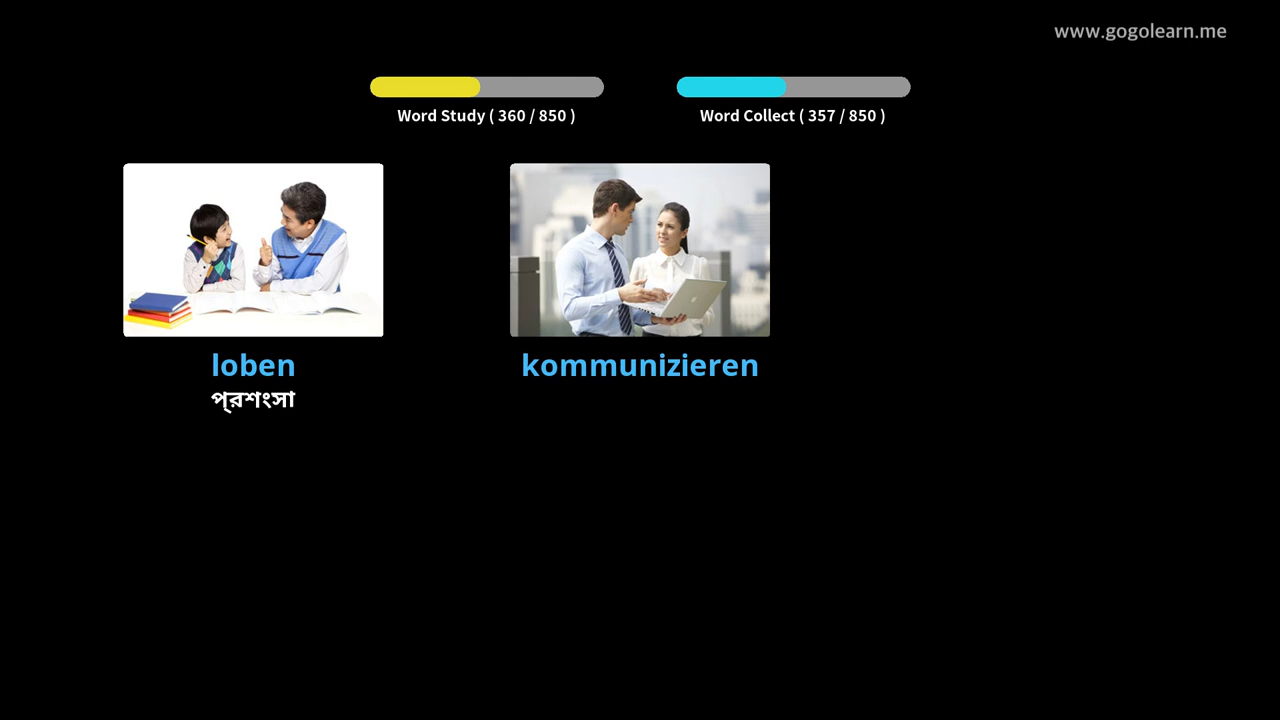 www.gogolearn.me
Word Study ( 360 / 850 )
Word Collect ( 357 / 850 )
loben
kommunizieren
প্রশংসা